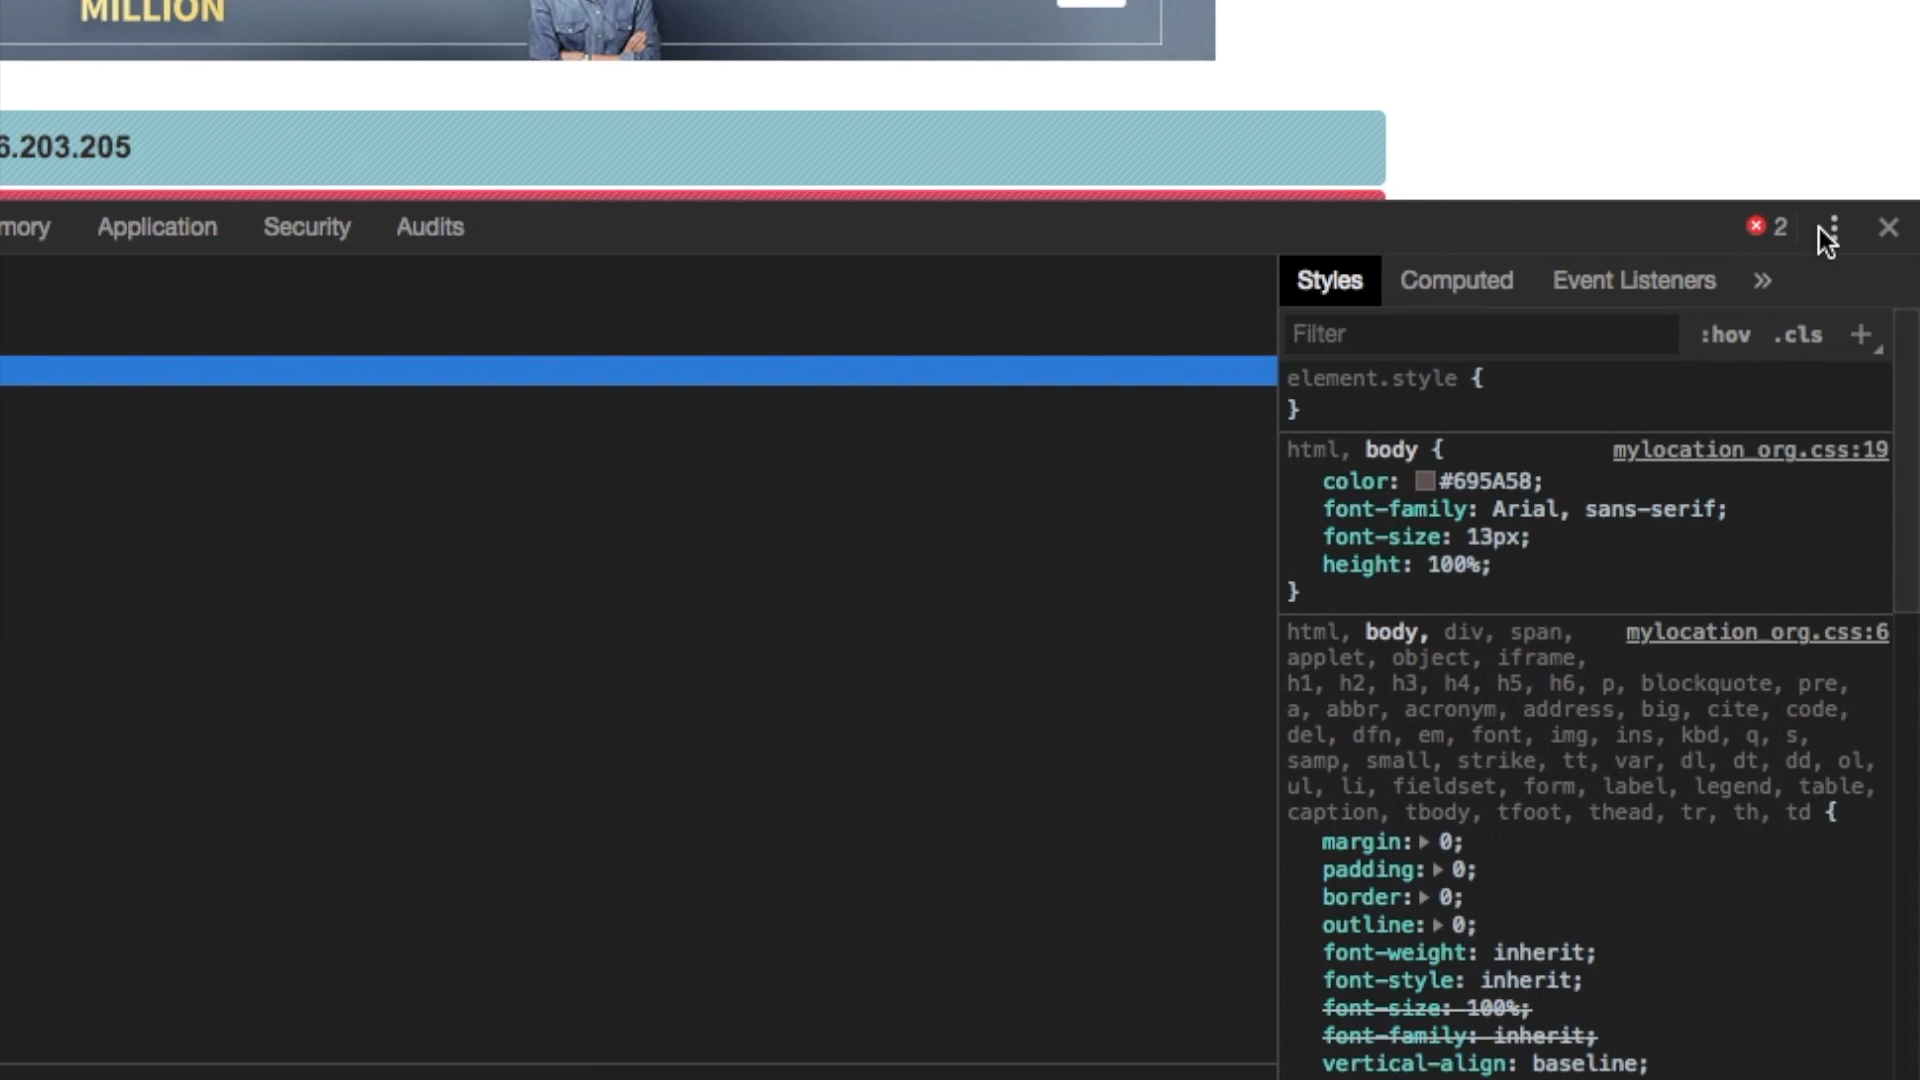 MILLION
6.203.205
mory Application Security Audits 2
Styles Computed Event Listeners »
Filter :hov .cls +
element.style {
}
html, body { mylocation_org.css:19
color: #695A58;
font-family: Arial, sans-serif;
font-size: 13px;
height: 100%;
}
html, body, div, span, mylocation_org.css:6
applet, object, iframe,
h1, h2, h3, h4, h5, h6, p, blockquote, pre,
a, abbr, acronym, address, big, cite, code,
del, dfn, em, font, img, ins, kbd, q, s,
samp, small, strike, tt, var, dl, dt, dd, ol,
ul, li, fieldset, form, label, legend, table,
caption, tbody, tfoot, thead, tr, th, td {
margin: 0;
padding: 0;
border: 0;
outline: 0;
font-weight: inherit;
font-style: inherit;
font-size: 100%;
font-family: inherit;
vertical-align: baseline;